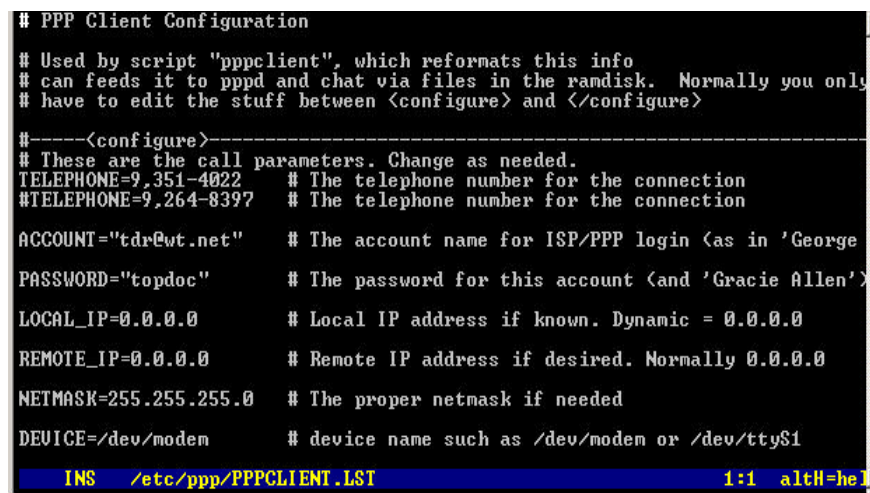 # PPP Client Configuration
# Used by script "pppclient", which reformats this info
# can feeds it to pppd and chat via files in the ramdisk.  Normally you only
# have to edit the stuff between <configure> and </configure>
#-----<configure>-------------------------------------------------------
# These are the call parameters. Change as needed.
TELEPHONE=9,351-4022    # The telephone number for the connection
#TELEPHONE=9,264-8397   # The telephone number for the connection
ACCOUNT="tdr@wt.net"    # The account name for ISP/PPP login (as in 'George
PASSWORD="topdoc"       # The password for this account (and 'Gracie Allen')
LOCAL_IP=0.0.0.0        # Local IP address if known. Dynamic = 0.0.0.0
REMOTE_IP=0.0.0.0       # Remote IP address if desired. Normally 0.0.0.0
NETMASK=255.255.255.0   # The proper netmask if needed
DEVICE=/dev/modem       # device name such as /dev/modem or /dev/ttyS1
INS   /etc/ppp/PPPCLIENT.LST                          1:1  altH=hel